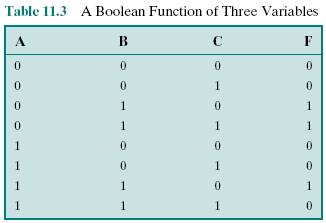 Table 11.3 A Boolean Function of Three Variables
A B C F
0 0 0 0
0 0 1 0
0 1 0 1
0 1 1 1
1 0 0 0
1 0 1 0
1 1 0 1
1 1 1 0